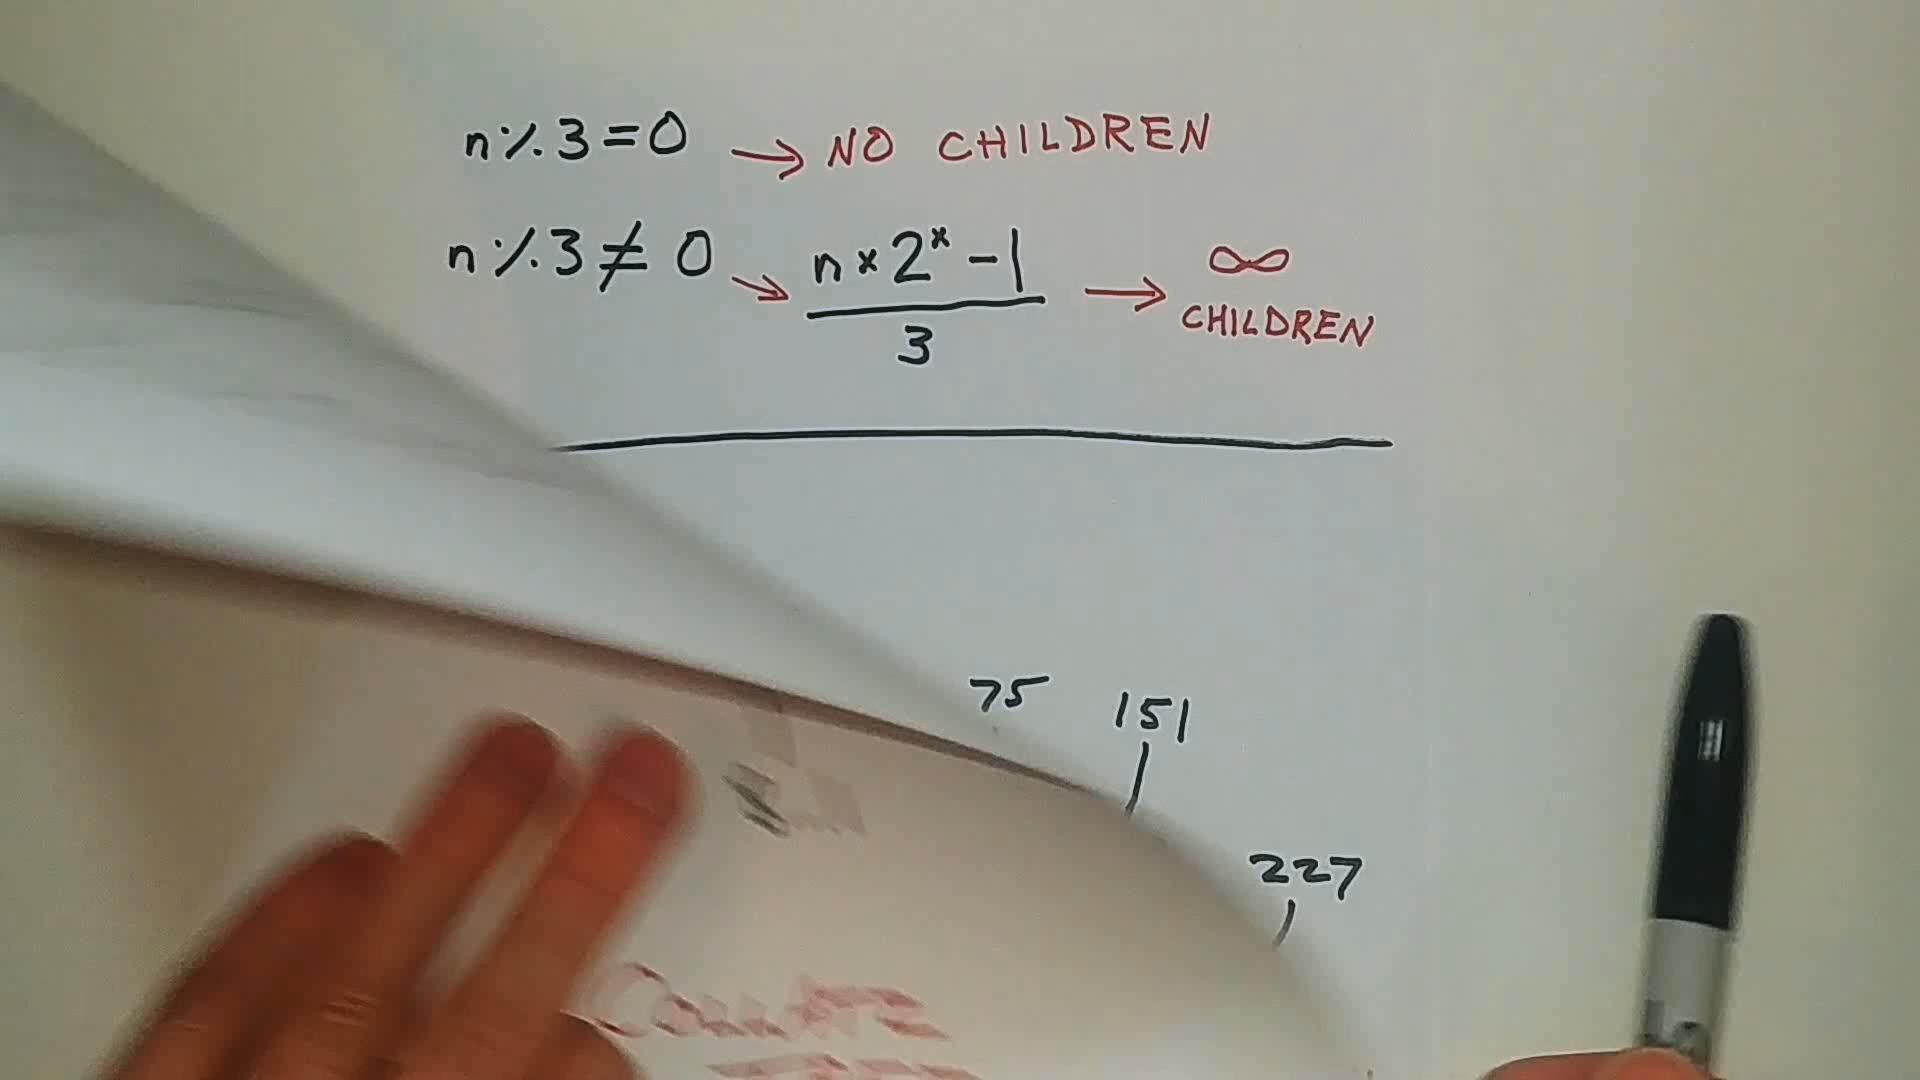 n % 3 = 0 → NO CHILDREN
n % 3 ≠ 0 → n × 2^x - 1 / 3 → ∞ CHILDREN
75
151
227